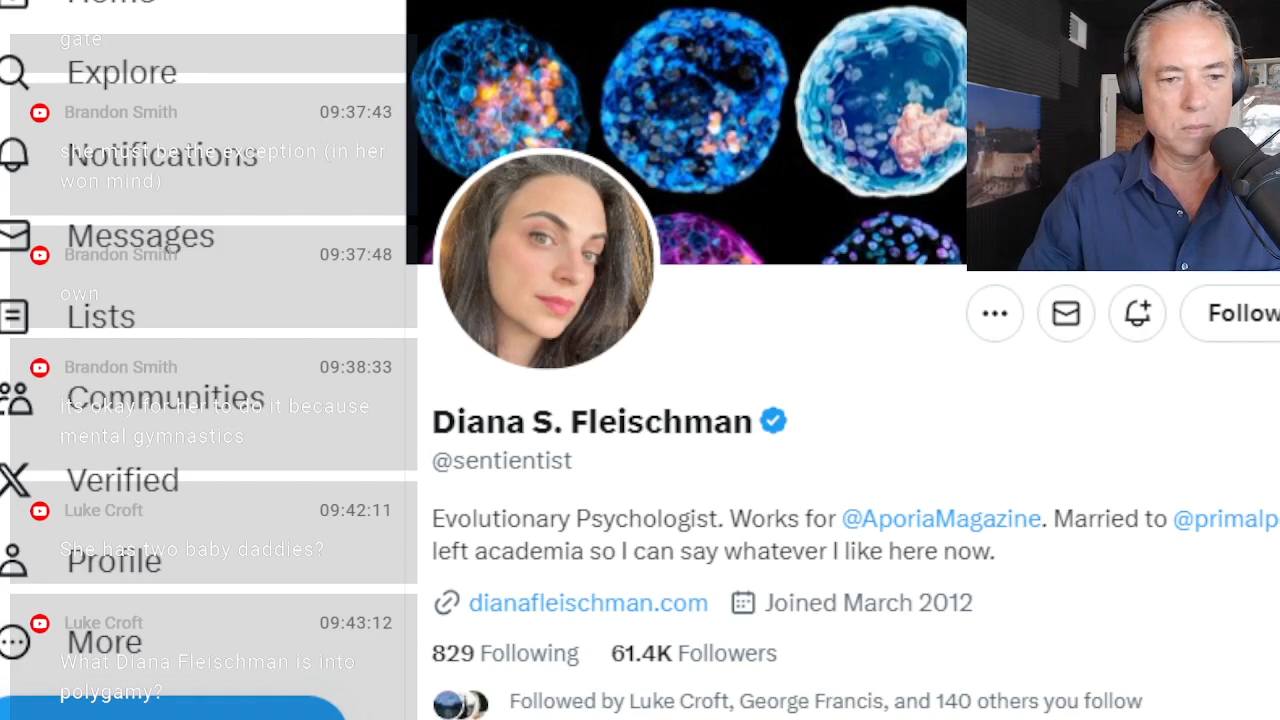 Home
gate.
Explore
Brandon Smith 09:37:43
Notifications
she must be the exception (in her
won mind)
Messages
Brandon Smith 09:37:48
own
Lists
Brandon Smith 09:38:33
Communities
its okay for her to do it because
mental gymnastics
Verified
Luke Croft 09:42:11
She has two baby daddies?
Profile
Luke Croft 09:43:12
More
What Diana Fleischman is into
polygamy?
Follow
Diana S. Fleischman
@sentientist
Evolutionary Psychologist. Works for @AporiaMagazine. Married to @primalp
left academia so I can say whatever I like here now.
dianafleischman.com Joined March 2012
829 Following 61.4K Followers
Followed by Luke Croft, George Francis, and 140 others you follow